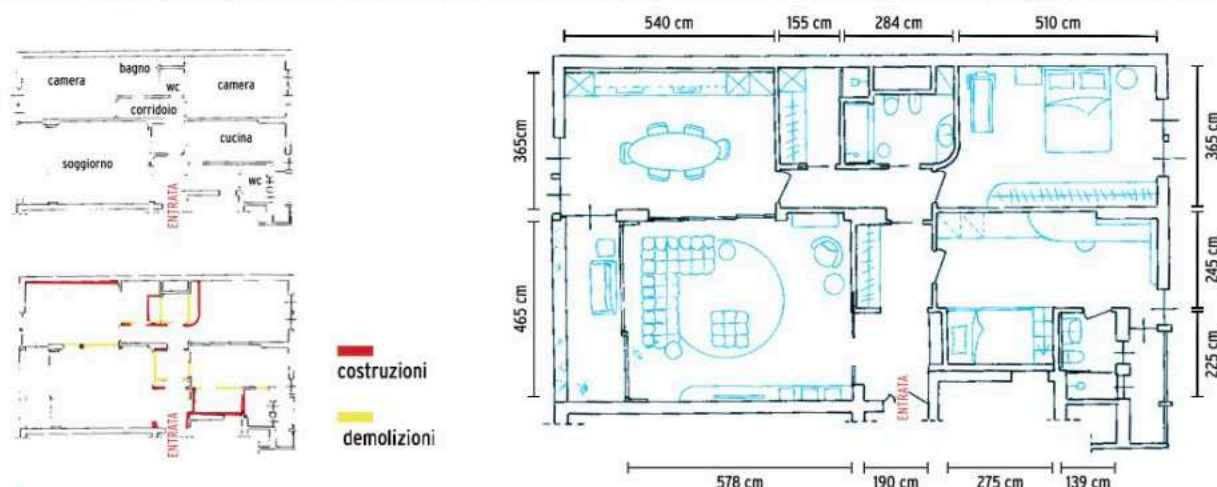 camera
bagno
wc
camera
corridoio
cucina
soggiorno
wc
ENTRATA
costruzioni
demolizioni
ENTRATA
540 cm
155 cm
284 cm
510 cm
365cm
365 cm
245 cm
465 cm
225 cm
ENTRATA
578 cm
190 cm
275 cm
139 cm